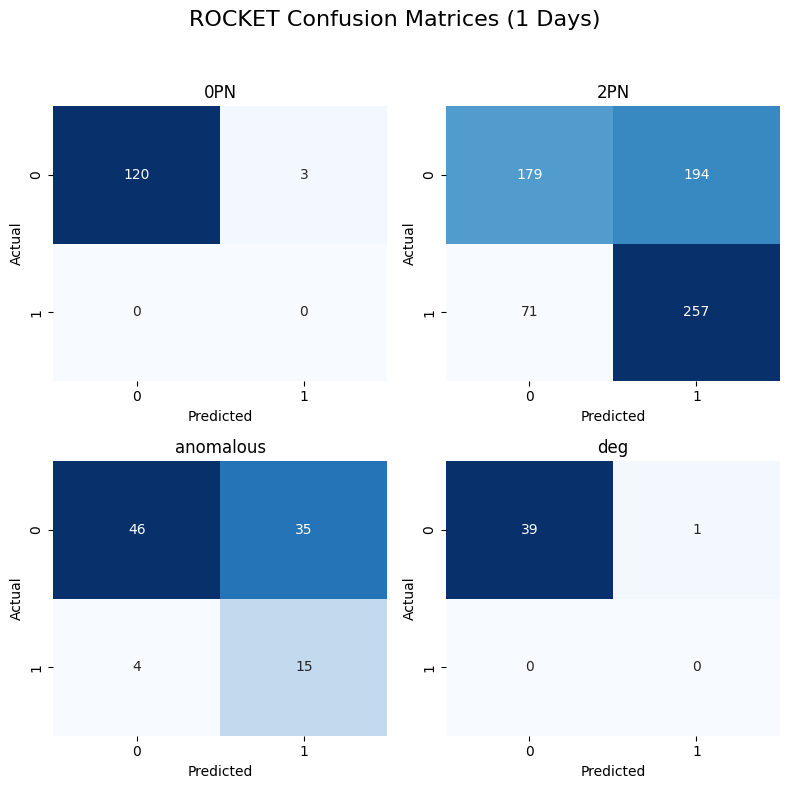 ROCKET Confusion Matrices (1 Days)
0PN
2PN
0
120
3
0
179
194
Actual
Actual
1
0
0
1
71
257
0
1
0
1
Predicted
Predicted
anomalous
deg
0
46
35
0
39
1
Actual
Actual
1
4
15
1
0
0
0
1
0
1
Predicted
Predicted